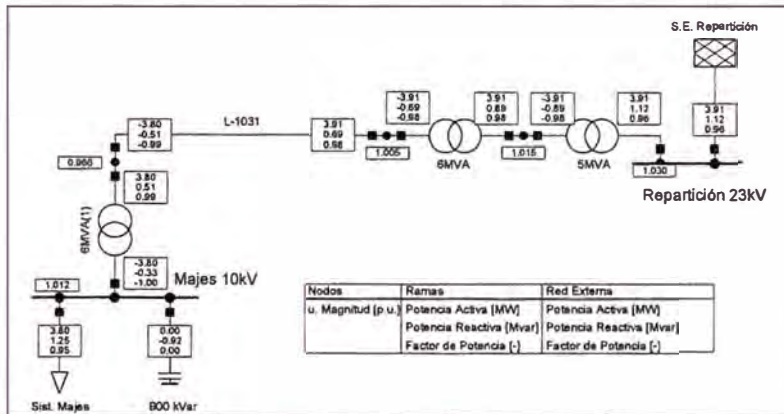 S.E. Repartición
3.91
1.12
0.96
-3.91
-0.69
-0.98
3.91
0.69
0.98
-3.91
-0.69
-0.98
3.91
1.12
0.96
L-1031
-3.80
-0.51
-0.99
3.91
0.69
0.98
1.005
6MVA
1.015
5MVA
1.030
Repartición 23kV
0.966
3.80
0.51
0.99
6MVA(1)
-3.80
-0.33
-1.00
Majes 10kV
1.012
3.80
1.25
0.95
0.00
-0.92
0.00
Sist. Majes
900 kVar
Nodos Ramas Red Externa
u. Magnitud [p.u.] Potencia Activa [MW] Potencia Activa [MW]
Potencia Reactiva [Mvar] Potencia Reactiva [Mvar]
Factor de Potencia [-] Factor de Potencia [-]